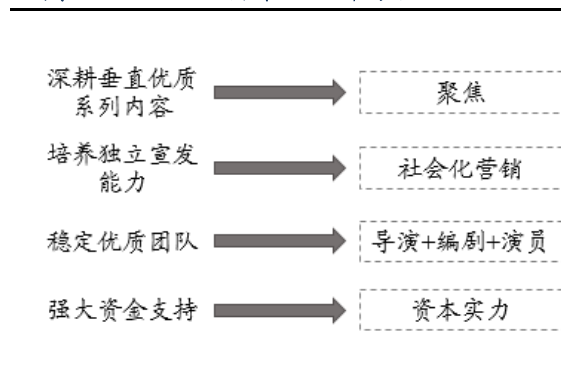 深耕垂直优质
系列内容
聚焦
培养独立宣发
能力
社会化营销
稳定优质团队
导演+编剧+演员
强大资金支持
资本实力